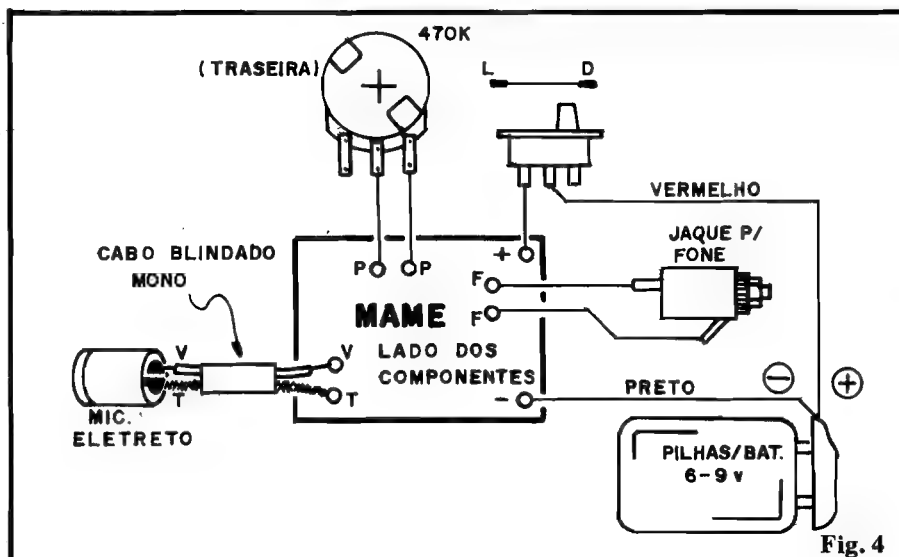 470K
(TRASEIRA)
L D
VERMELHO
JAQUE P/
FONE
CABO BLINDADO
MONO
P P
+
F
F
MAME
LADO DOS
COMPONENTES
V V
T T
MIC.
ELETRETO
-
PRETO
- +
PILHAS/BAT.
6-9 v
Fig. 4